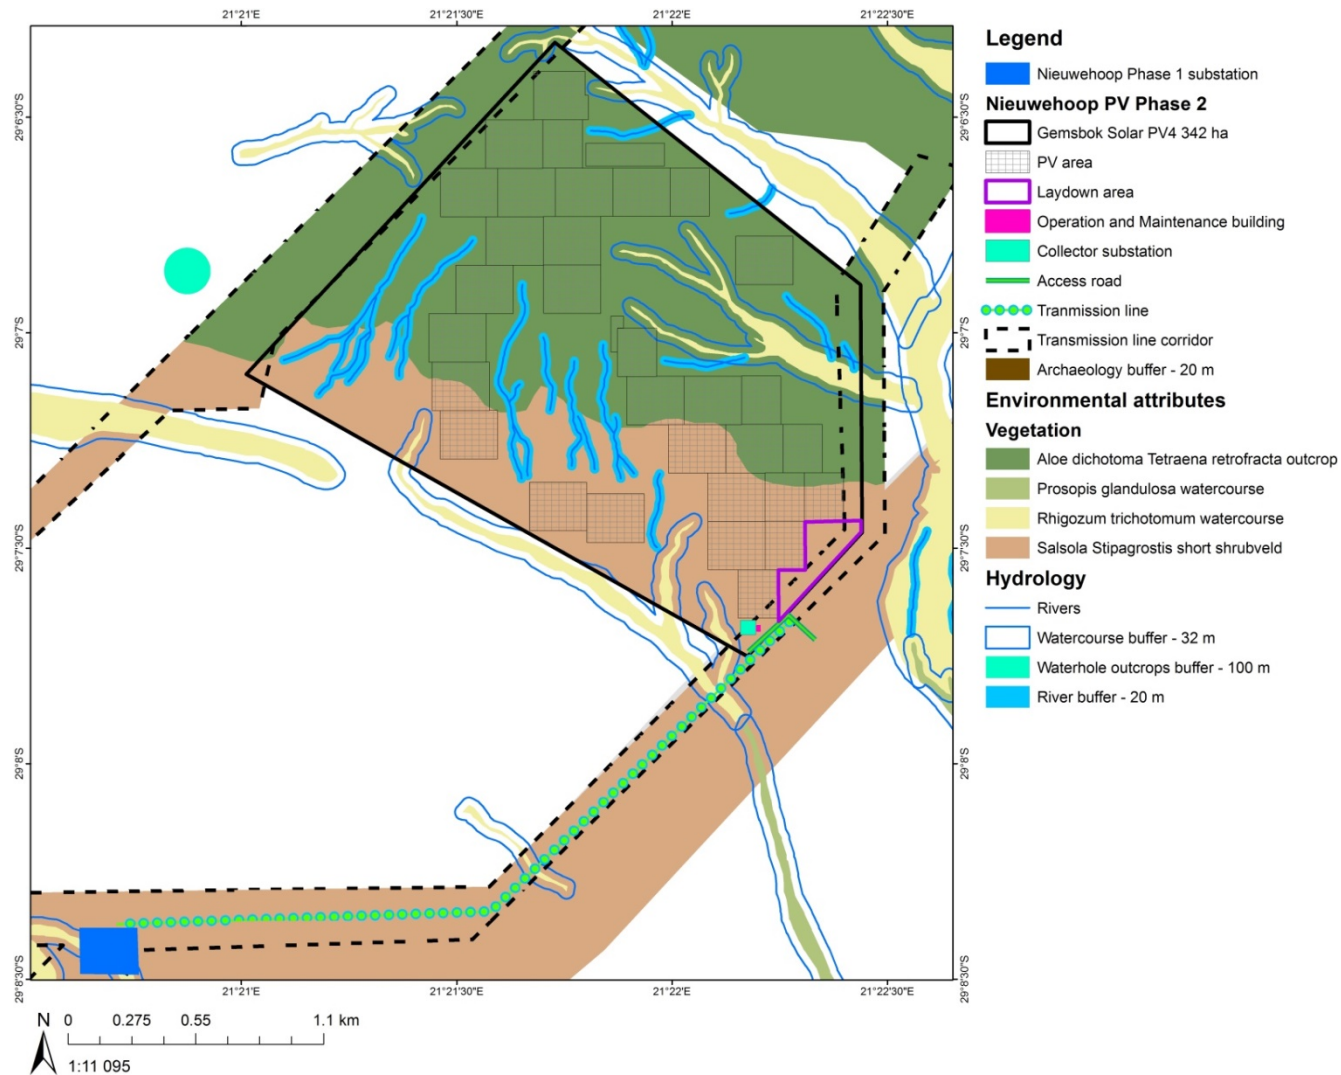 21°21'E
21°21'30"E
21°22'E
21°22'30"E
29°6'30"S
29°6'30"S
29°7'S
29°7'S
29°7'30"S
29°7'30"S
29°8'S
29°8'S
29°8'30"S
29°8'30"S
21°21'E
21°21'30"E
21°22'E
21°22'30"E
N
0
0.275
0.55
1.1 km
1:11 095
Legend
Nieuwehoop Phase 1 substation
Nieuwehoop PV Phase 2
Gemsbok Solar PV4 342 ha
PV area
Laydown area
Operation and Maintenance building
Collector substation
Access road
Tranmission line
Transmission line corridor
Archaeology buffer - 20 m
Environmental attributes
Vegetation
Aloe dichotoma Tetraena retrofracta outcrop
Prosopis glandulosa watercourse
Rhigozum trichotomum watercourse
Salsola Stipagrostis short shrubveld
Hydrology
Rivers
Watercourse buffer - 32 m
Waterhole outcrops buffer - 100 m
River buffer - 20 m